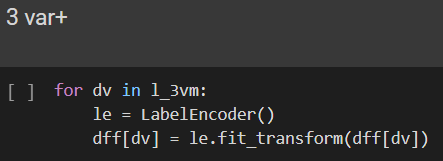 3 var+
[ ] for dv in l_3vm:
le = LabelEncoder()
dff[dv] = le.fit_transform(dff[dv])